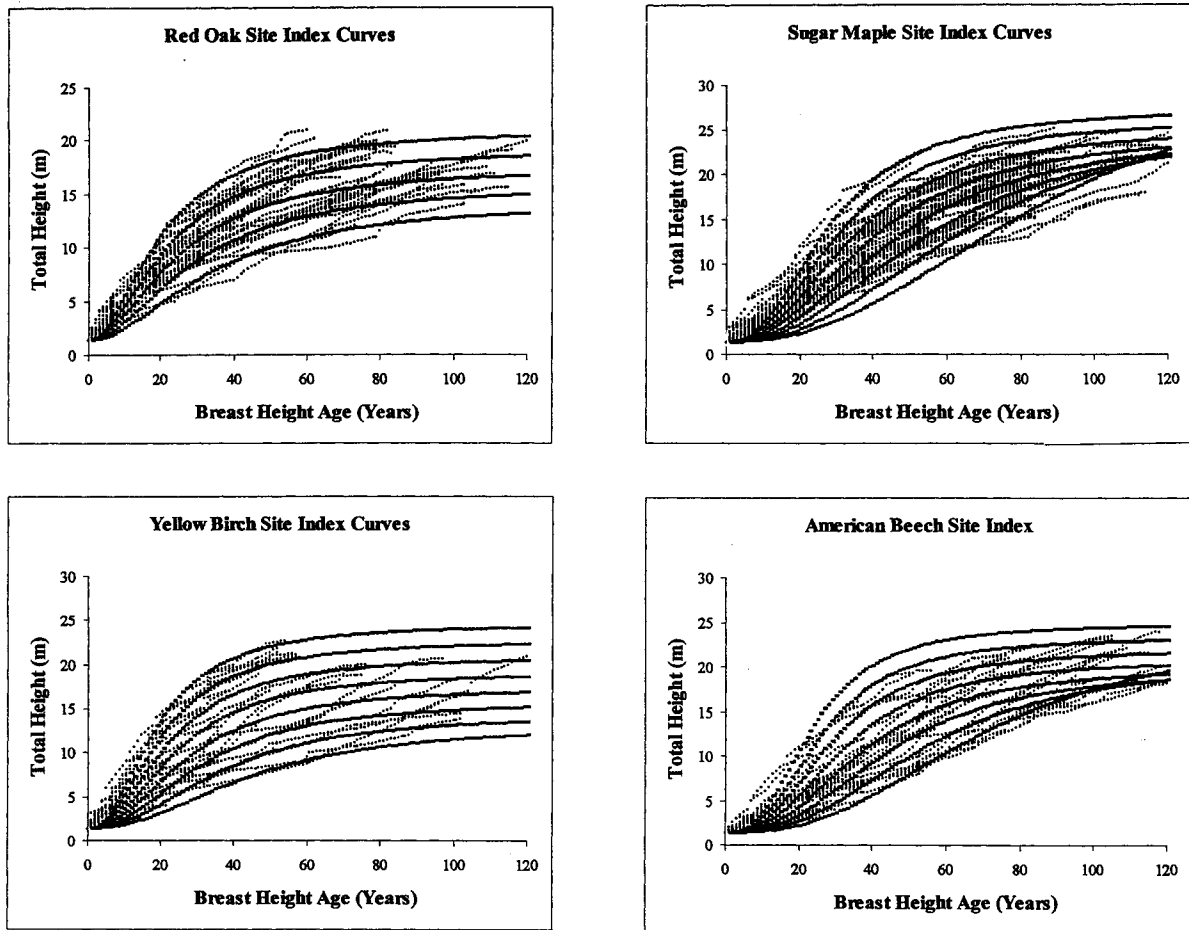 Red Oak Site Index Curves
25
20
15
10
5
0
Total Height (m)
0 20 40 60 80 100 120
Breast Height Age (Years)
Sugar Maple Site Index Curves
30
25
20
15
10
5
0
Total Height (m)
0 20 40 60 80 100 120
Breast Height Age (Years)
Yellow Birch Site Index Curves
30
25
20
15
10
5
0
Total Height (m)
0 20 40 60 80 100 120
Breast Height Age (Years)
American Beech Site Index
30
25
20
15
10
5
0
Total Height (m)
0 20 40 60 80 100 120
Breast Height Age (Years)